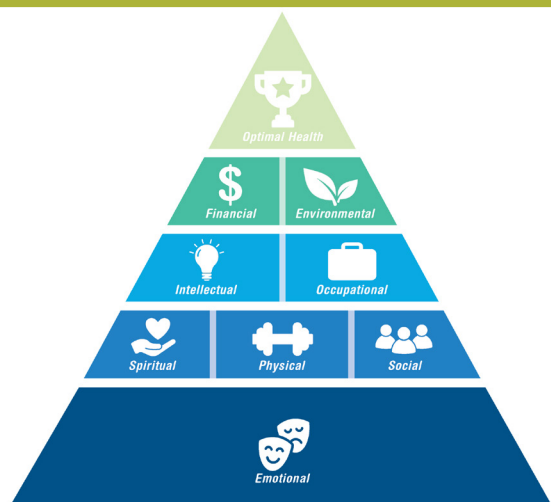 Optimal Health
Financial
Environmental
Intellectual
Occupational
Spiritual
Physical
Social
Emotional